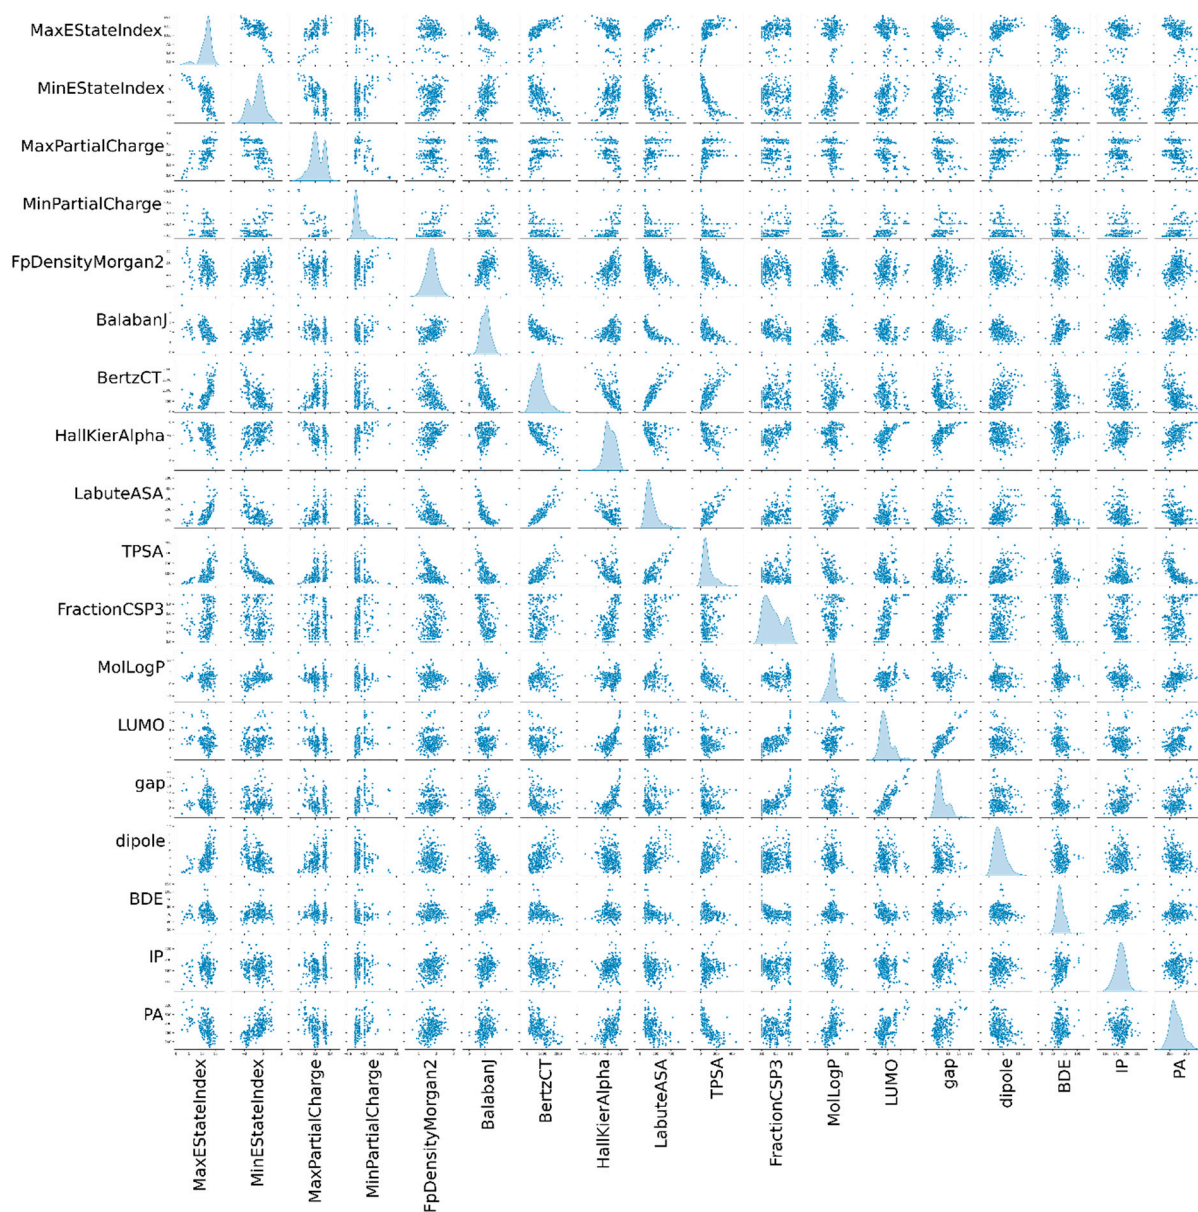 MaxEStateIndex
MinEStateIndex
MaxPartialCharge
MinPartialCharge
FpDensityMorgan2
BalabanJ
BertzCT
HallKierAlpha
LabuteASA
TPSA
FractionCSP3
MolLogP
LUMO
gap
dipole
BDE
IP
PA
MaxEStateIndex
MinEStateIndex
MaxPartialCharge
MinPartialCharge
FpDensityMorgan2
BalabanJ
BertzCT
HallKierAlpha
LabuteASA
TPSA
FractionCSP3
MolLogP
LUMO
gap
dipole
BDE
IP
PA